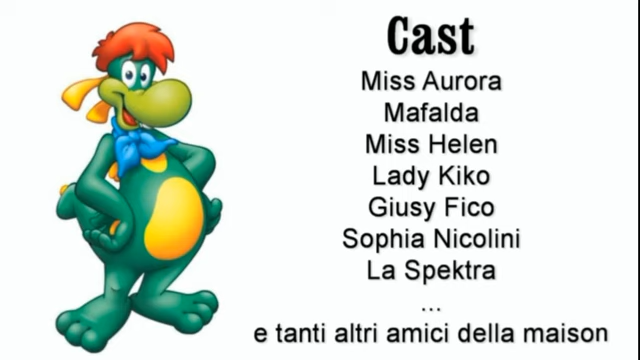 Cast
Miss Aurora
Mafalda
Miss Helen
Lady Kiko
Giusy Fico
Sophia Nicolini
La Spektra
...
e tanti altri amici della maison